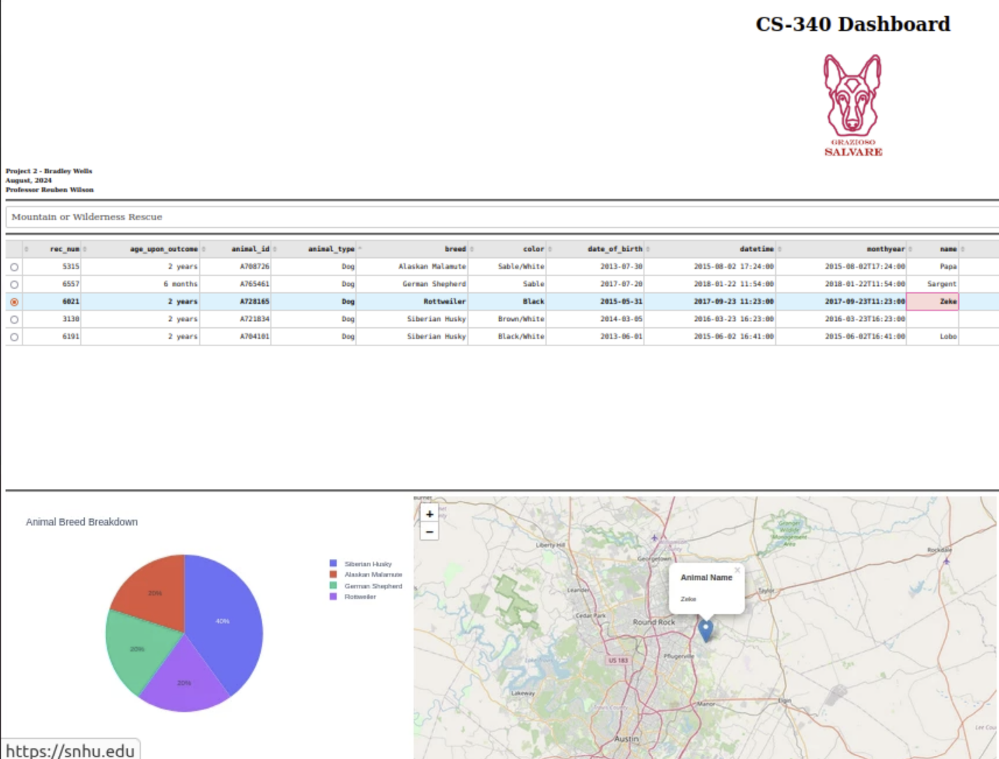 CS-340 Dashboard
GRAZIOSO
SALVARE
Project 2 - Bradley Wells
August, 2024
Professor Reuben Wilson
Mountain or Wilderness Rescue
rec_num age_upon_outcome animal_id animal_type breed color date_of_birth datetime monthyear name
5315 2 years A708726 Dog Alaskan Malamute Sable/White 2013-07-30 2015-08-02 17:24:00 2015-08-02T17:24:00 Papa
6557 6 months A765461 Dog German Shepherd Sable 2017-07-20 2018-01-22 11:54:00 2018-01-22T11:54:00 Sargent
6021 2 years A728165 Dog Rottweiler Black 2015-05-31 2017-09-23 11:23:00 2017-09-23T11:23:00 Zeke
3130 2 years A721834 Dog Siberian Husky Brown/White 2014-03-05 2016-03-23 16:23:00 2016-03-23T16:23:00
6191 2 years A704101 Dog Siberian Husky Black/White 2013-06-01 2015-06-02 16:41:00 2015-06-02T16:41:00 Lobo
Animal Breed Breakdown
Siberian Husky
Alaskan Malamute
German Shepherd
Rottweiler
20%
40%
20%
20%
+
−
Liberty Hill
Georgetown
Granger
Wildlife
Management
Area
Rockdale
Animal Name
×
Zeke
Leander
Taylor
Cedar Park
Round Rock
US 183
Pflugerville
Lakeway
Manor
Elgin
Travis County
Austin
https://snhu.edu